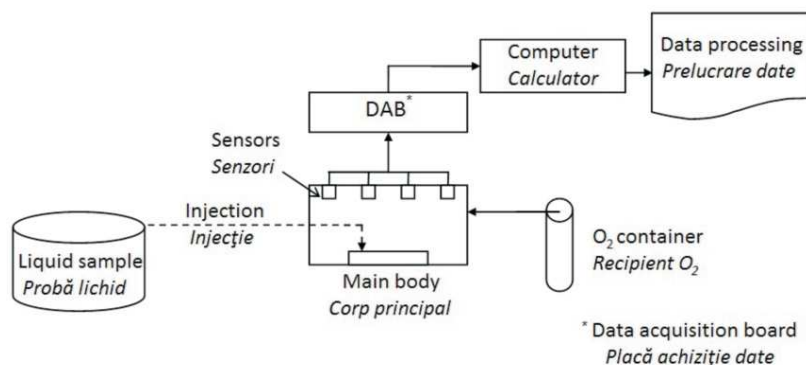 Computer
Calculator
Data processing
Prelucrare date
DAB*
Sensors
Senzori
Injection
Injecţie
Liquid sample
Probă lichid
Main body
Corp principal
O₂ container
Recipient O₂
* Data acquisition board
Placă achiziție date